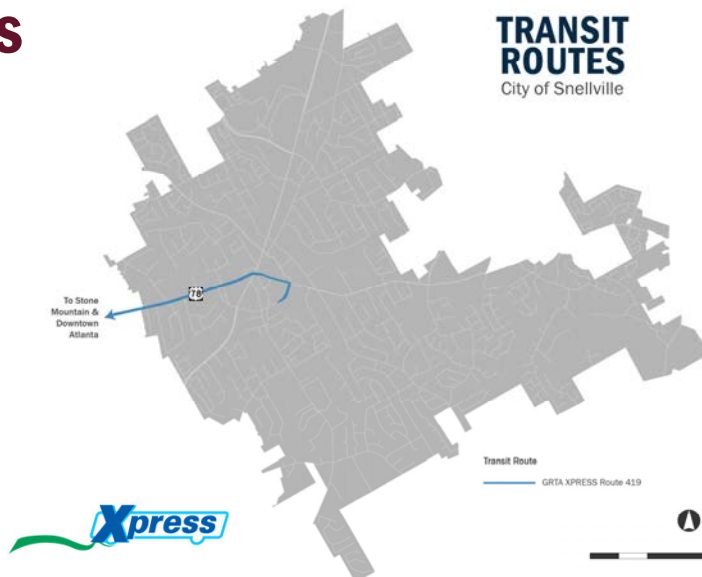 S
TRANSIT
ROUTES
City of Snellville
78
To Stone
Mountain &
Downtown
Atlanta
Transit Route
GRTA XPRESS Route 419
Xpress